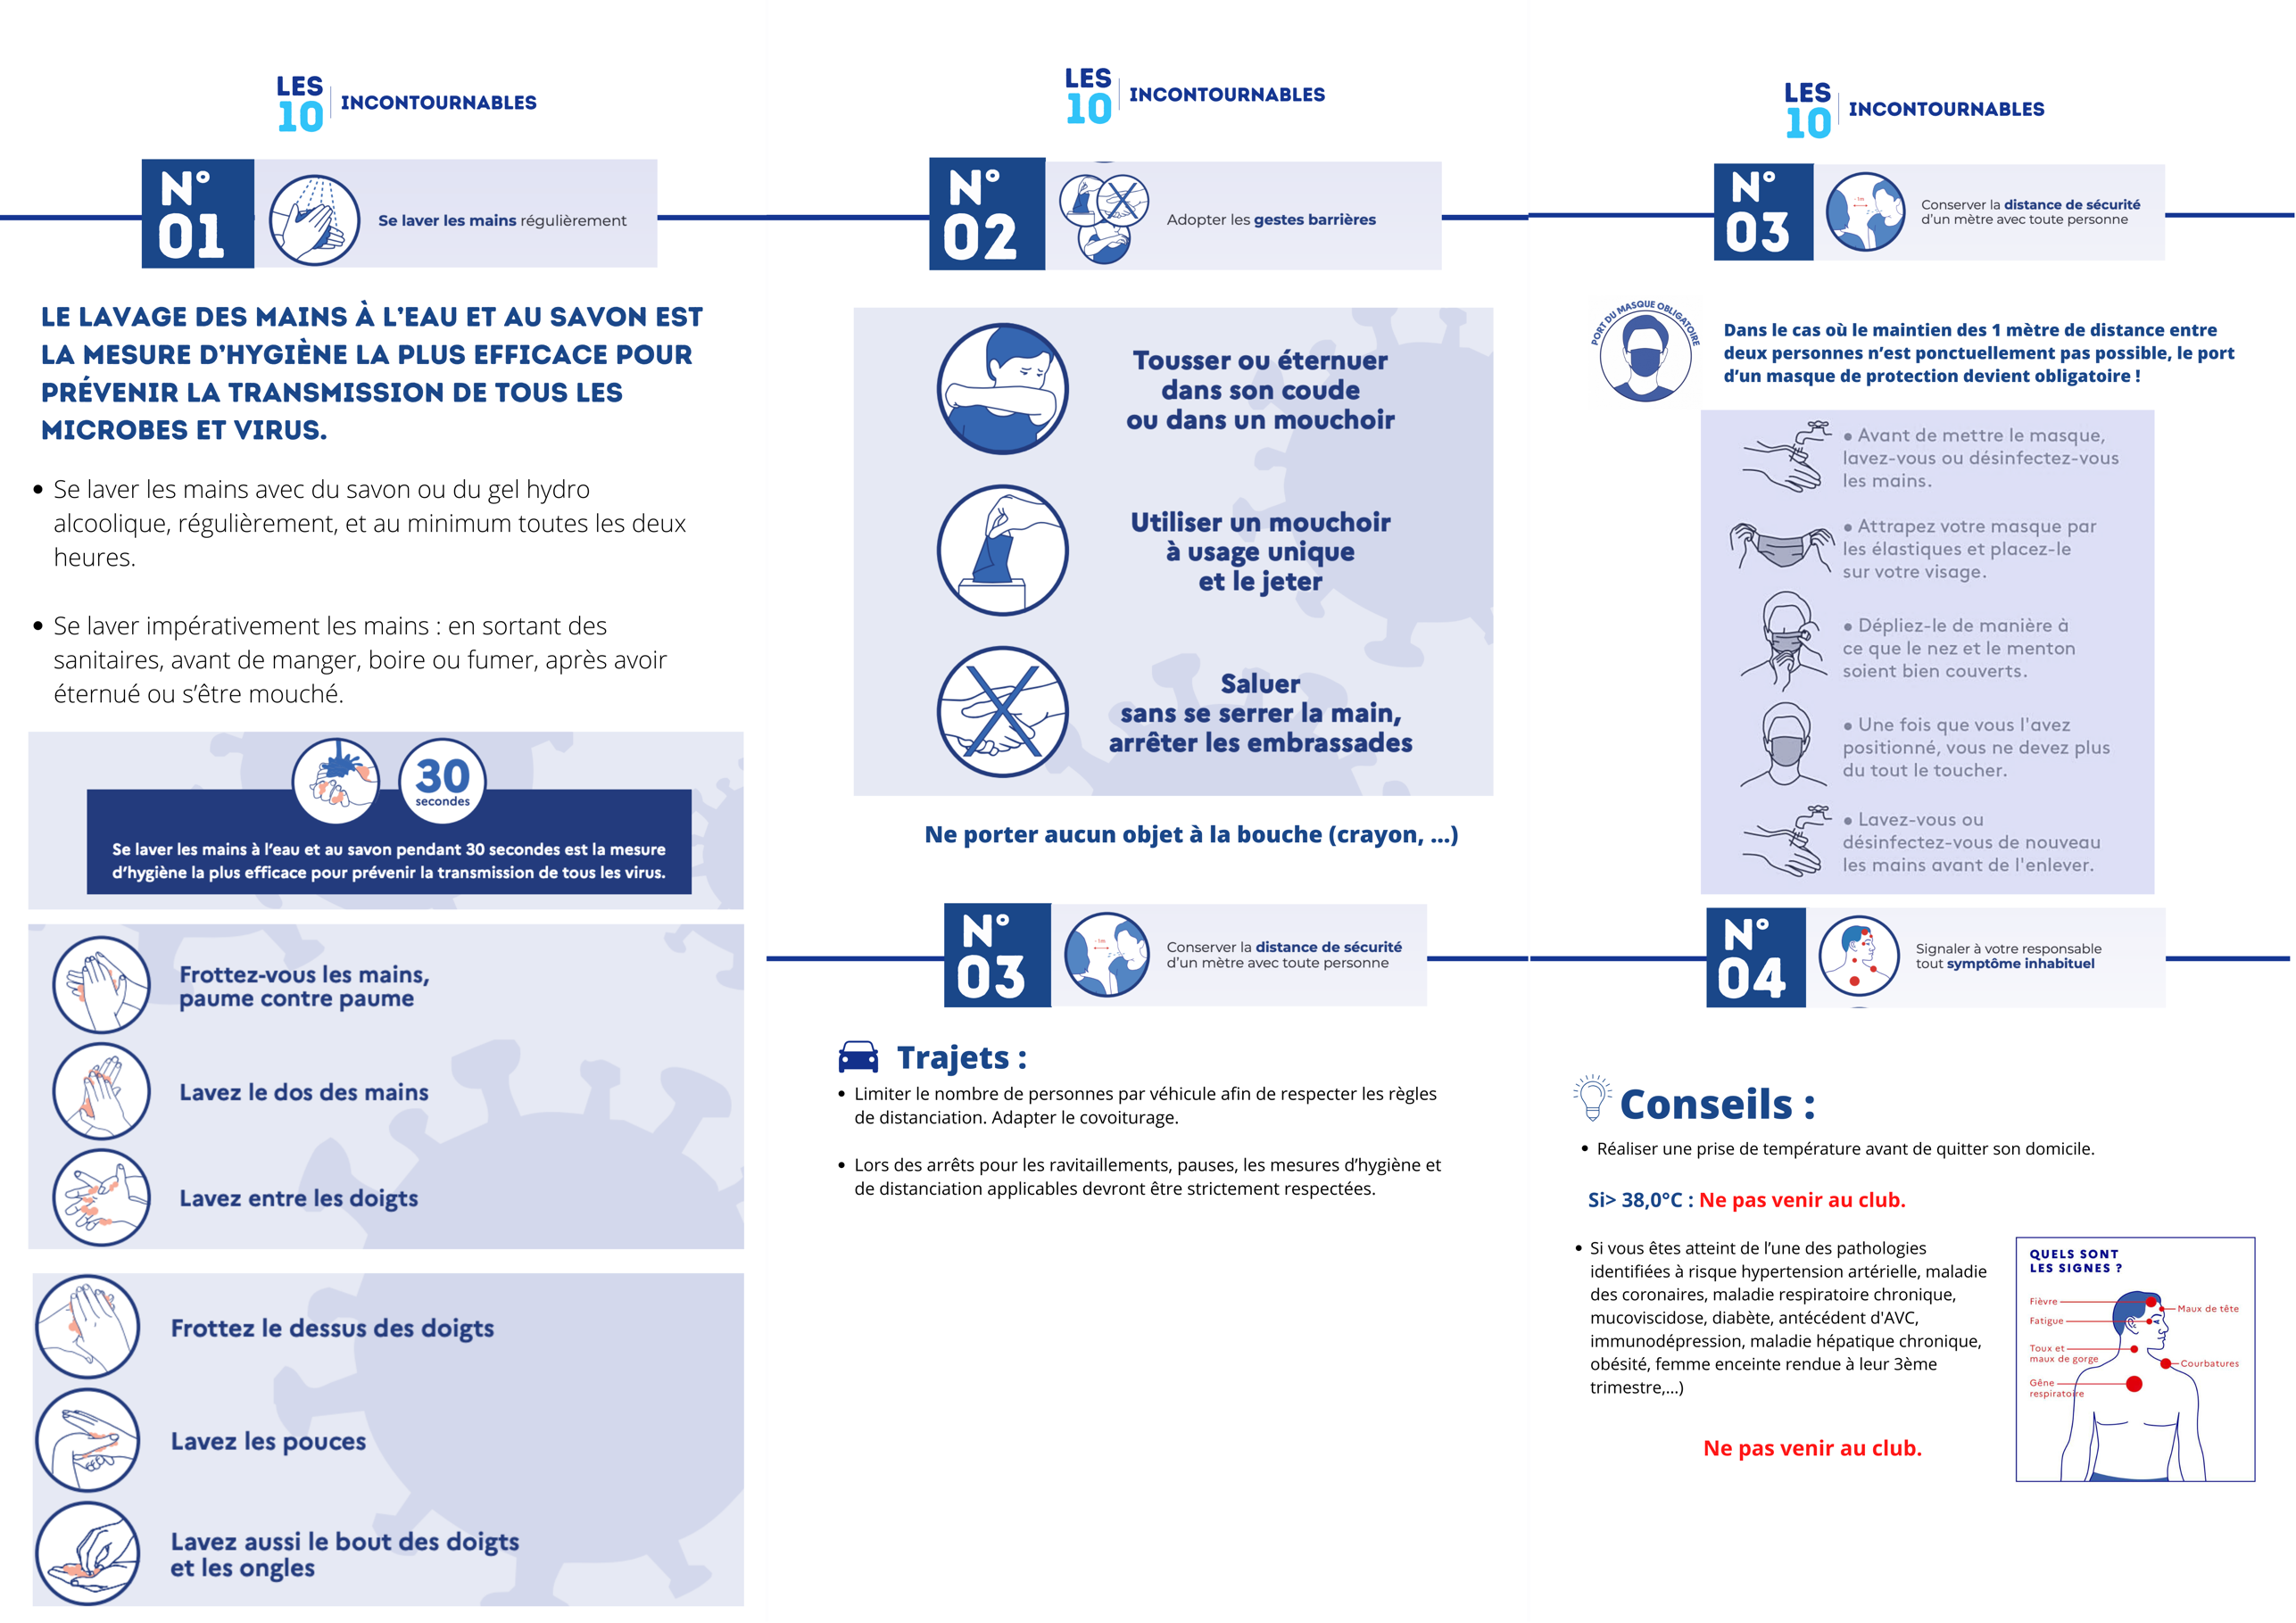 LES
10
INCONTOURNABLES
N°
01
Se laver les mains régulièrement
LE LAVAGE DES MAINS À L'EAU ET AU SAVON EST
LA MESURE D'HYGIÈNE LA PLUS EFFICACE POUR
PRÉVENIR LA TRANSMISSION DE TOUS LES
MICROBES ET VIRUS.
• Se laver les mains avec du savon ou du gel hydro
alcoolique, régulièrement, et au minimum toutes les deux
heures.
• Se laver impérativement les mains : en sortant des
sanitaires, avant de manger, boire ou fumer, après avoir
éternué ou s'être mouché.
30
secondes
Se laver les mains à l'eau et au savon pendant 30 secondes est la mesure
d'hygiène la plus efficace pour prévenir la transmission de tous les virus.
Frottez-vous les mains,
paume contre paume
Lavez le dos des mains
Lavez entre les doigts
Frottez le dessus des doigts
Lavez les pouces
Lavez aussi le bout des doigts
et les ongles
LES
10
INCONTOURNABLES
N°
02
Adopter les gestes barrières
Tousser ou éternuer
dans son coude
ou dans un mouchoir
Utiliser un mouchoir
à usage unique
et le jeter
Saluer
sans se serrer la main,
arrêter les embrassades
Ne porter aucun objet à la bouche (crayon, ...)
N°
03
- 1m
Conserver la distance de sécurité
d'un mètre avec toute personne
Trajets :
• Limiter le nombre de personnes par véhicule afin de respecter les règles
de distanciation. Adapter le covoiturage.
• Lors des arrêts pour les ravitaillements, pauses, les mesures d'hygiène et
de distanciation applicables devront être strictement respectées.
LES
10
INCONTOURNABLES
N°
03
- 1m
Conserver la distance de sécurité
d'un mètre avec toute personne
PORT DU MASQUE OBLIGATOIRE
Dans le cas où le maintien des 1 mètre de distance entre
deux personnes n'est ponctuellement pas possible, le port
d'un masque de protection devient obligatoire !
• Avant de mettre le masque,
lavez-vous ou désinfectez-vous
les mains.
• Attrapez votre masque par
les élastiques et placez-le
sur votre visage.
• Dépliez-le de manière à
ce que le nez et le menton
soient bien couverts.
• Une fois que vous l'avez
positionné, vous ne devez plus
du tout le toucher.
• Lavez-vous ou
désinfectez-vous de nouveau
les mains avant de l'enlever.
N°
04
Signaler à votre responsable
tout symptôme inhabituel
Conseils :
• Réaliser une prise de température avant de quitter son domicile.
Si> 38,0°C : Ne pas venir au club.
• Si vous êtes atteint de l'une des pathologies
identifiées à risque hypertension artérielle, maladie
des coronaires, maladie respiratoire chronique,
mucoviscidose, diabète, antécédent d'AVC,
immunodépression, maladie hépatique chronique,
obésité, femme enceinte rendue à leur 3ème
trimestre,...)
Ne pas venir au club.
QUELS SONT
LES SIGNES ?
Fièvre
Maux de tête
Fatigue
Toux et
maux de gorge
Courbatures
Gêne
respiratoire